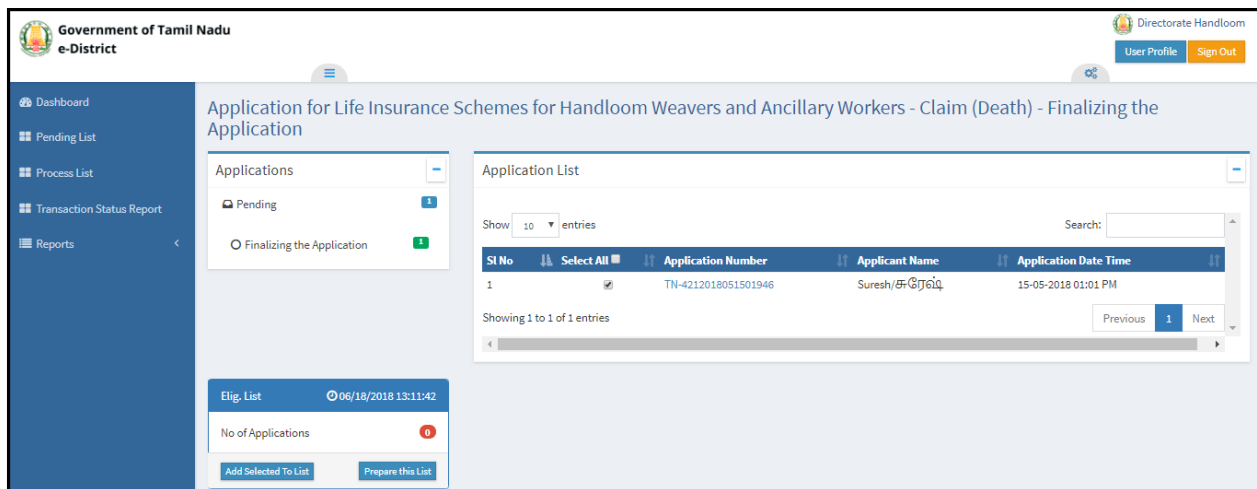 Government of Tamil Nadu
e-District
Directorate Handloom
User Profile
Sign Out
Dashboard
Pending List
Process List
Transaction Status Report
Reports
Application for Life Insurance Schemes for Handloom Weavers and Ancillary Workers - Claim (Death) - Finalizing the
Application
Applications
Pending 1
Finalizing the Application 1
Application List
Show 10 entries
Search:
Sl No Select All Application Number Applicant Name Application Date Time
1 TN-4212018051501946 Suresh/சுரேஷ் 15-05-2018 01:01 PM
Showing 1 to 1 of 1 entries
Previous 1 Next
Elig. List 06/18/2018 13:11:42
No of Applications 0
Add Selected To List Prepare this List